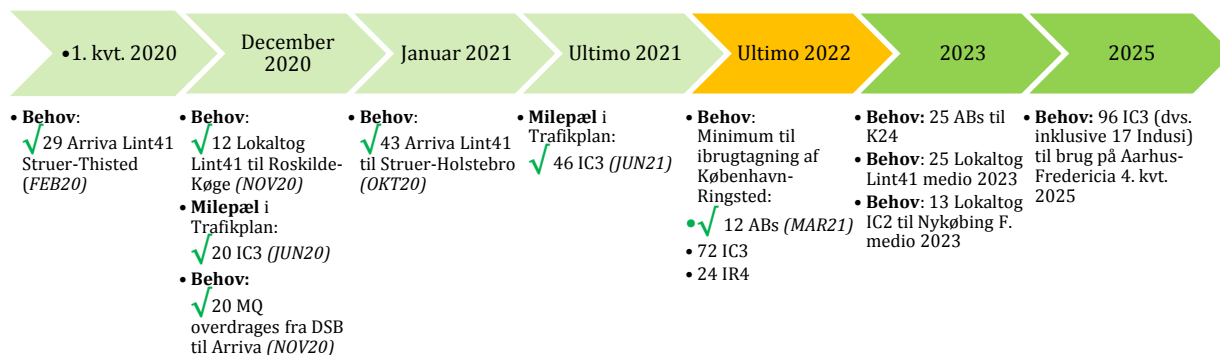 •1. kvt. 2020
December
2020
Januar 2021
Ultimo 2021
Ultimo 2022
2023
2025
• Behov:
√ 29 Arriva Lint41
Struer-Thisted
(FEB20)
• Behov:
√ 12 Lokaltog
Lint41 til Roskilde-
Køge (NOV20)
• Milepæl i
Trafikplan:
√ 20 IC3 (JUN20)
• Behov:
√ 20 MQ
overdrages fra DSB
til Arriva (NOV20)
• Behov:
√ 43 Arriva Lint41
til Struer-Holstebro
(OKT20)
• Milepæl i
Trafikplan:
√ 46 IC3 (JUN21)
• Behov:
Minimum til
ibrugtagning af
København-
Ringsted:
• √ 12 ABs (MAR21)
• 72 IC3
• 24 IR4
• Behov: 25 ABs til
K24
• Behov: 25 Lokaltog
Lint41 medio 2023
• Behov: 13 Lokaltog
IC2 til Nykøbing F.
medio 2023
• Behov: 96 IC3 (dvs.
inklusive 17 Indusi)
til brug på Aarhus-
Fredericia 4. kvt.
2025